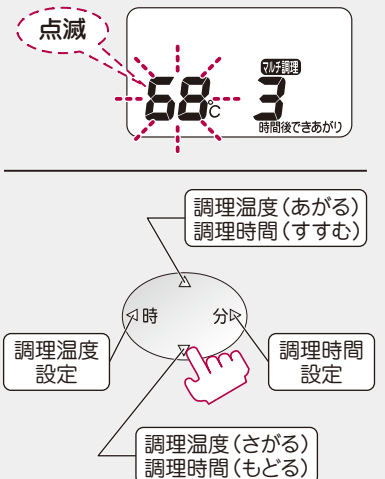 点滅
マルチ調理
68℃ 3
時間後できあがり
調理温度（あがる）
調理時間（すすむ）
時 分
調理温度
設定
調理時間
設定
調理温度（さがる）
調理時間（もどる）